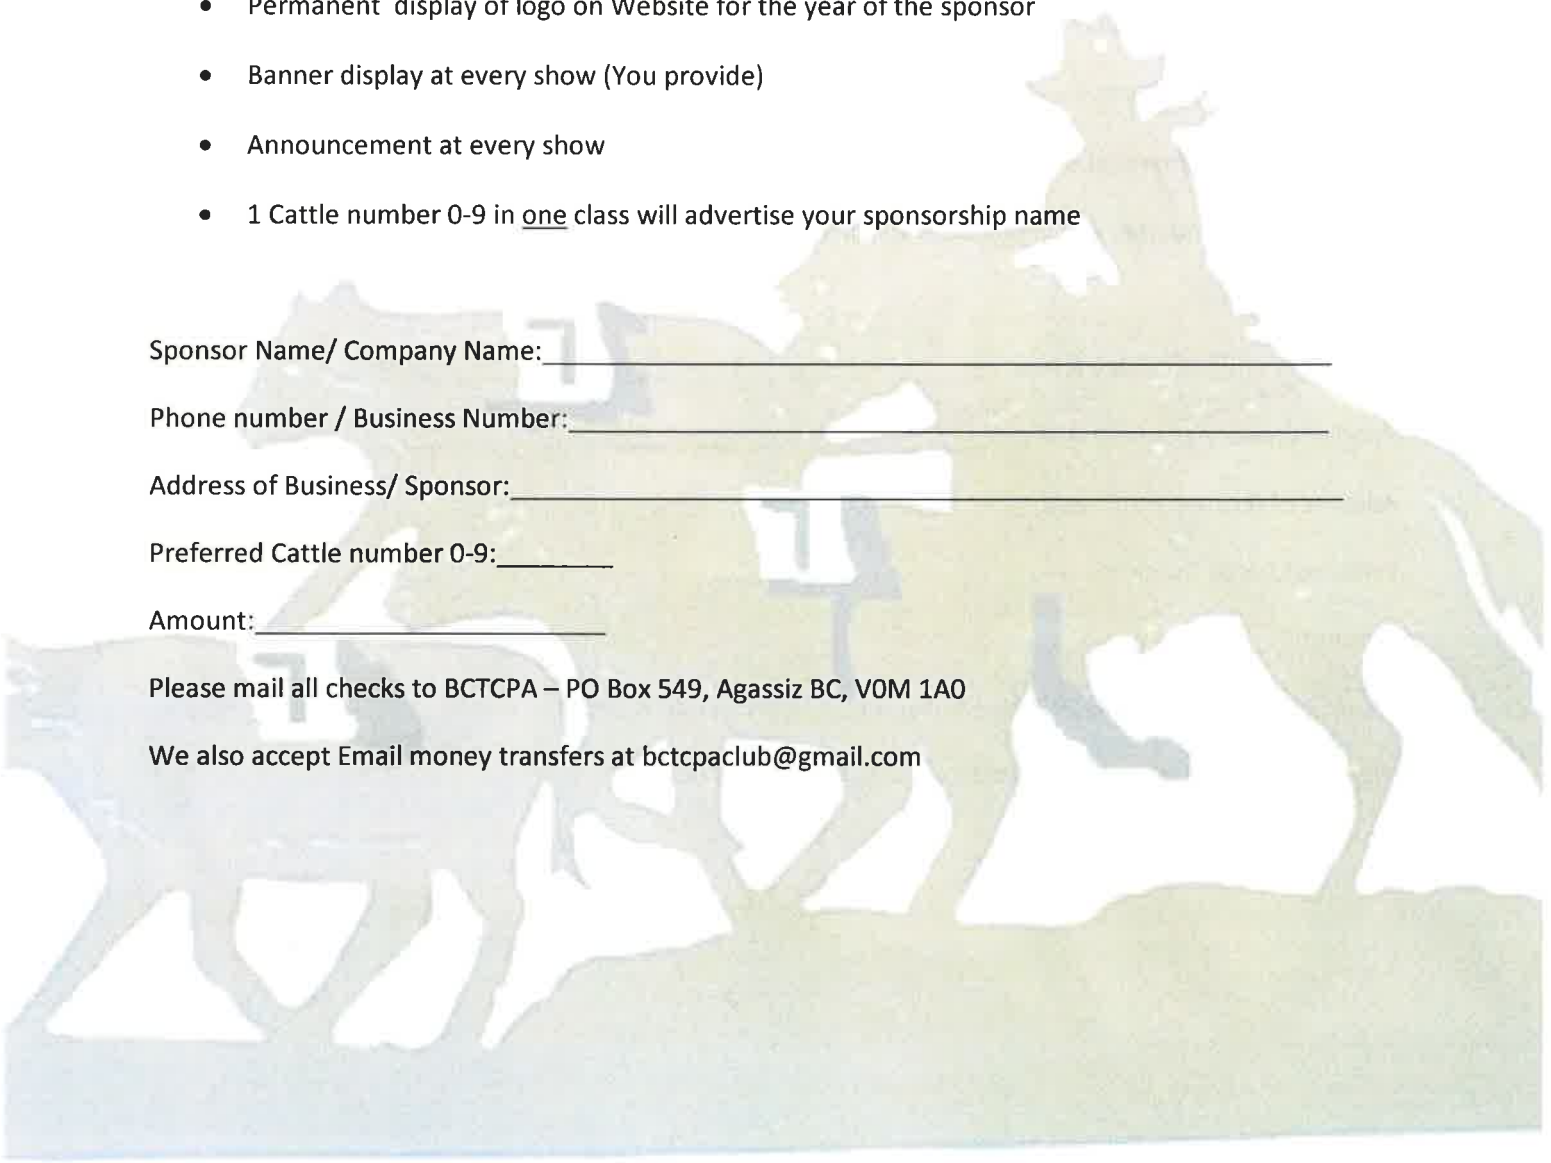 • Permanent display of logo on Website for the year of the sponsor
• Banner display at every show (You provide)
• Announcement at every show
• 1 Cattle number 0-9 in one class will advertise your sponsorship name
Sponsor Name/ Company Name:
Phone number / Business Number:
Address of Business/ Sponsor:
Preferred Cattle number 0-9:
Amount:
Please mail all checks to BCTCPA – PO Box 549, Agassiz BC, V0M 1A0
We also accept Email money transfers at bctcpaclub@gmail.com